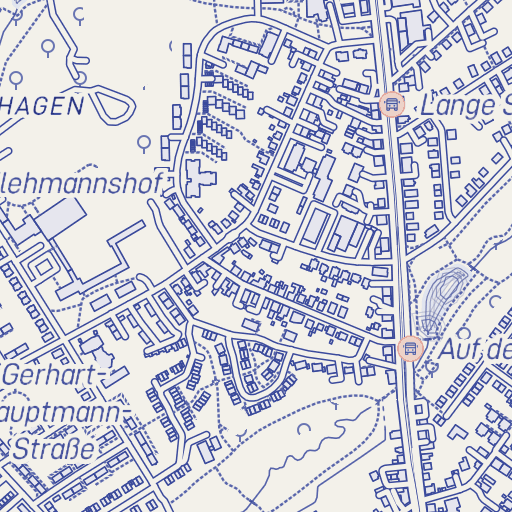 HAGEN
Lange S
lehmannshof
Auf de
Gerhart-
auptmann-
Straße